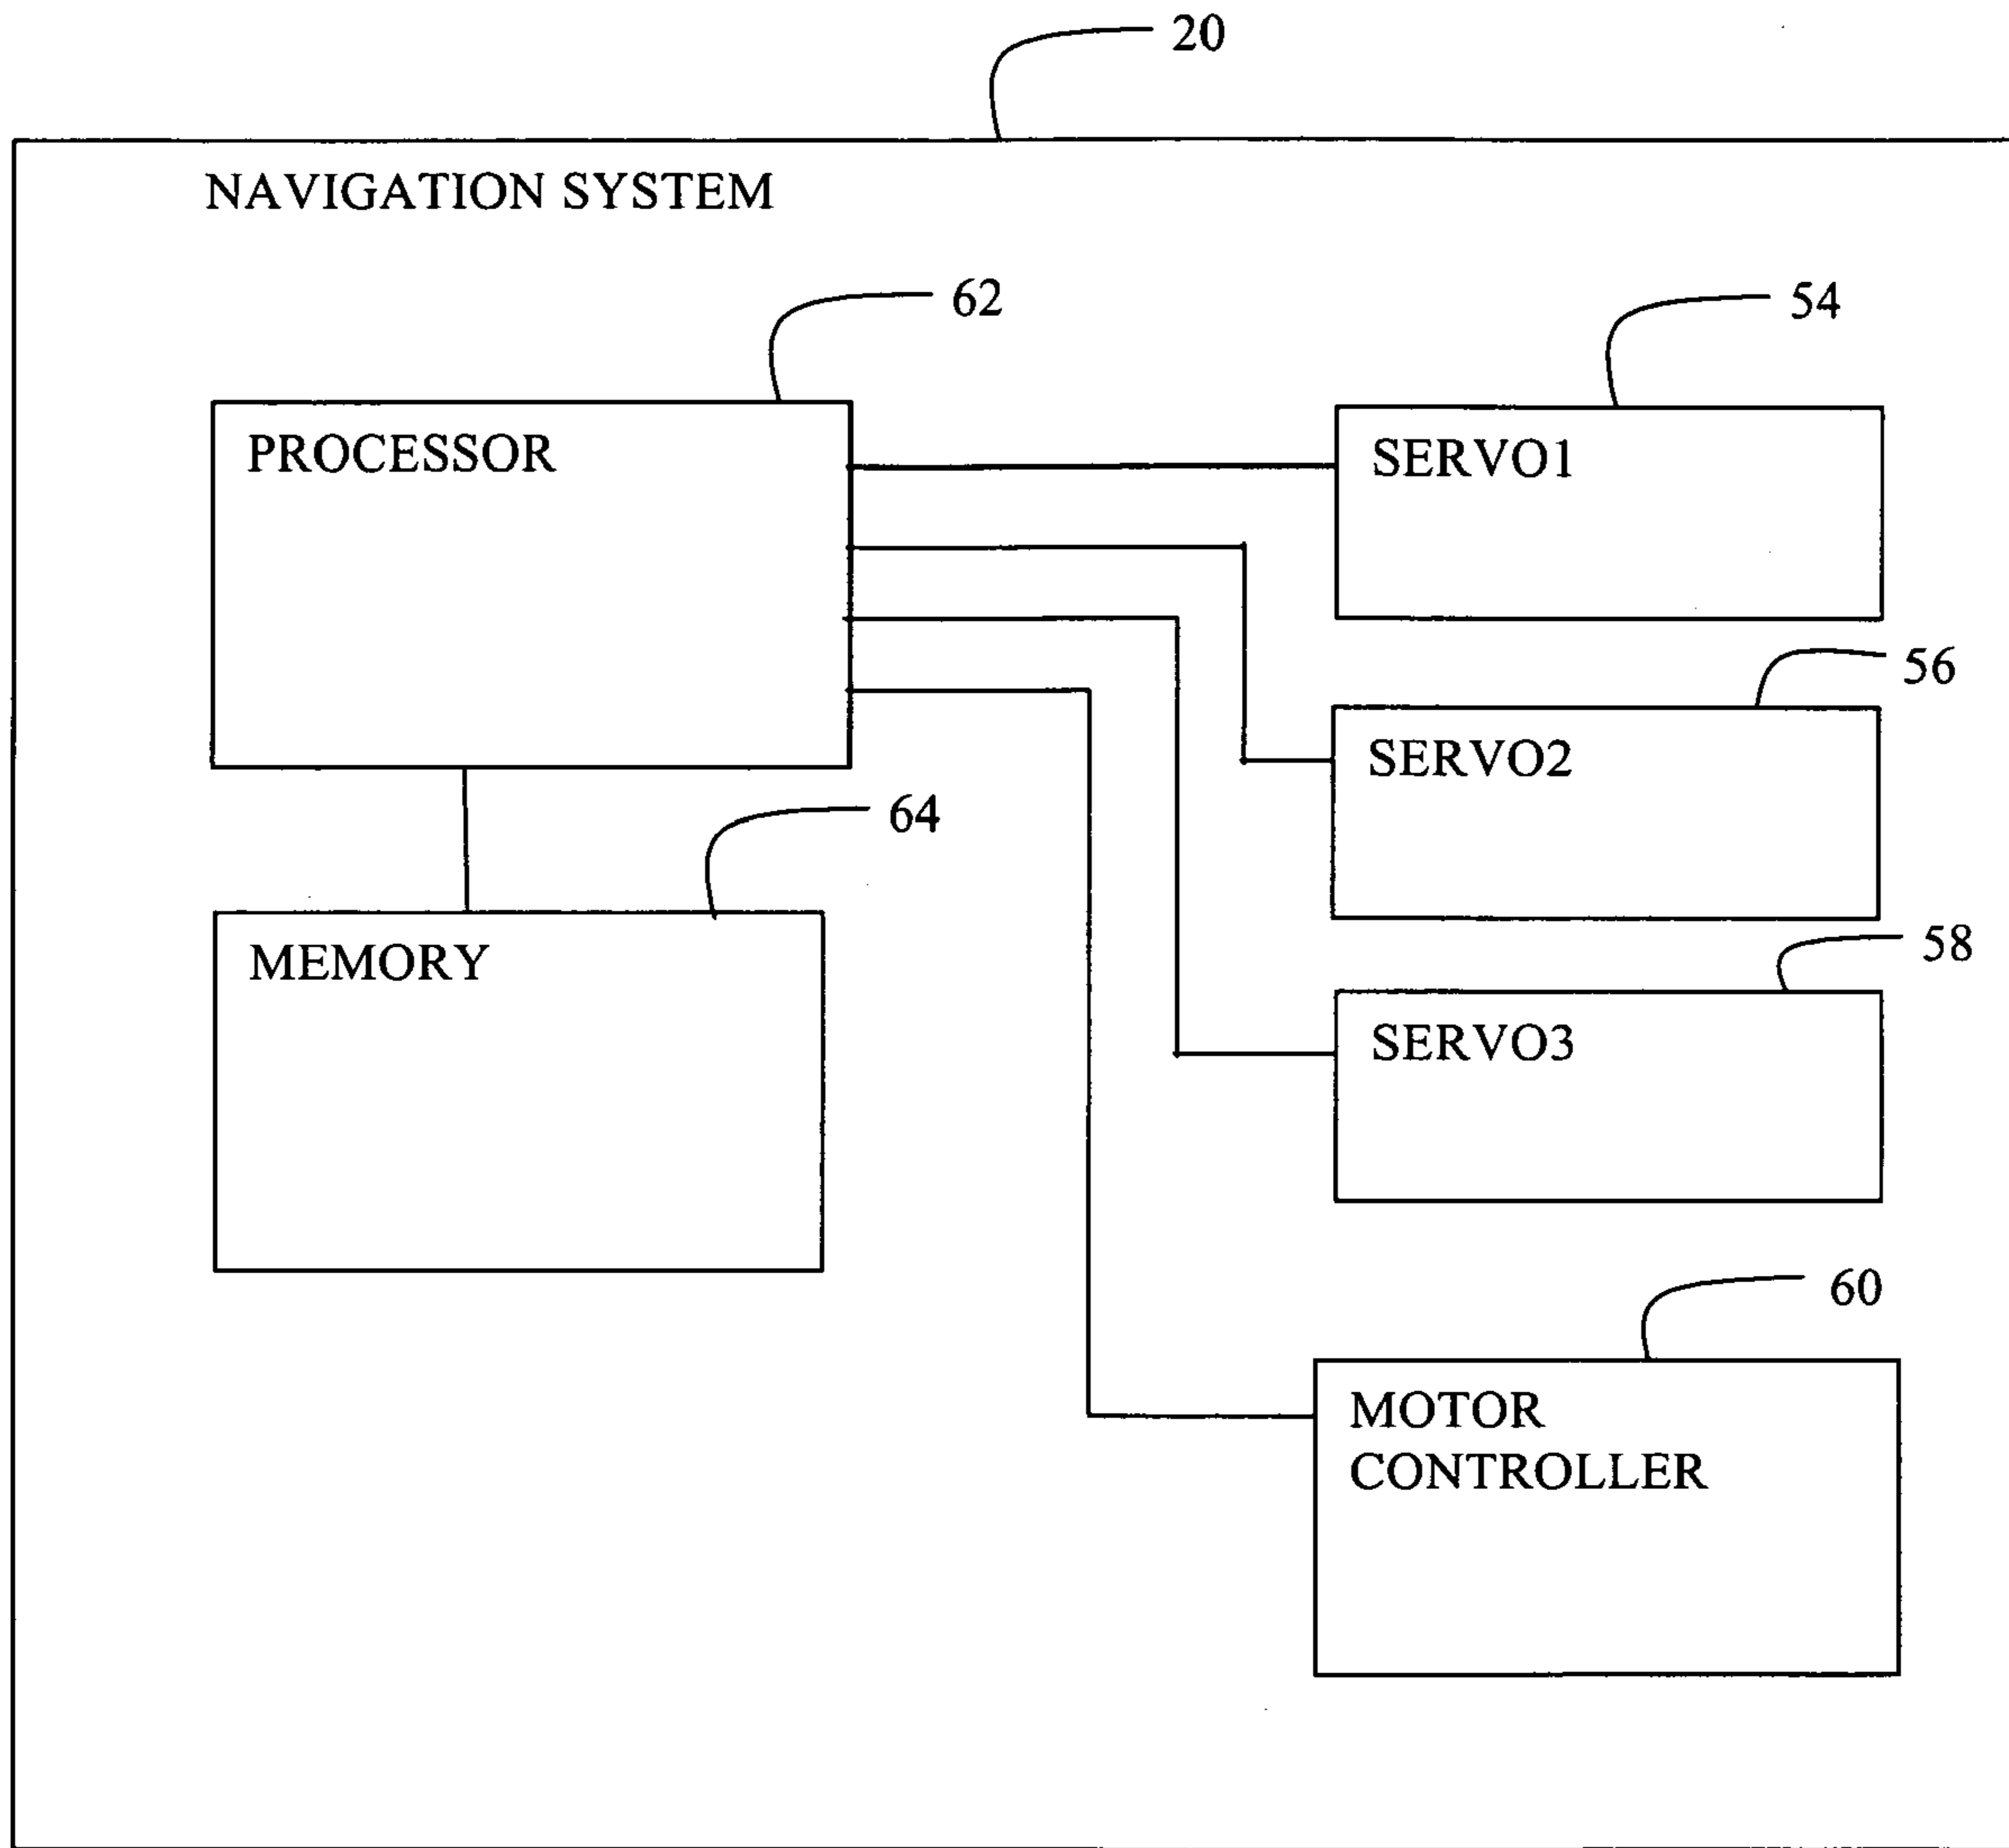 20
NAVIGATION SYSTEM
62
54
PROCESSOR
SERVO1
56
SERVO2
64
58
MEMORY
SERVO3
60
MOTOR
CONTROLLER